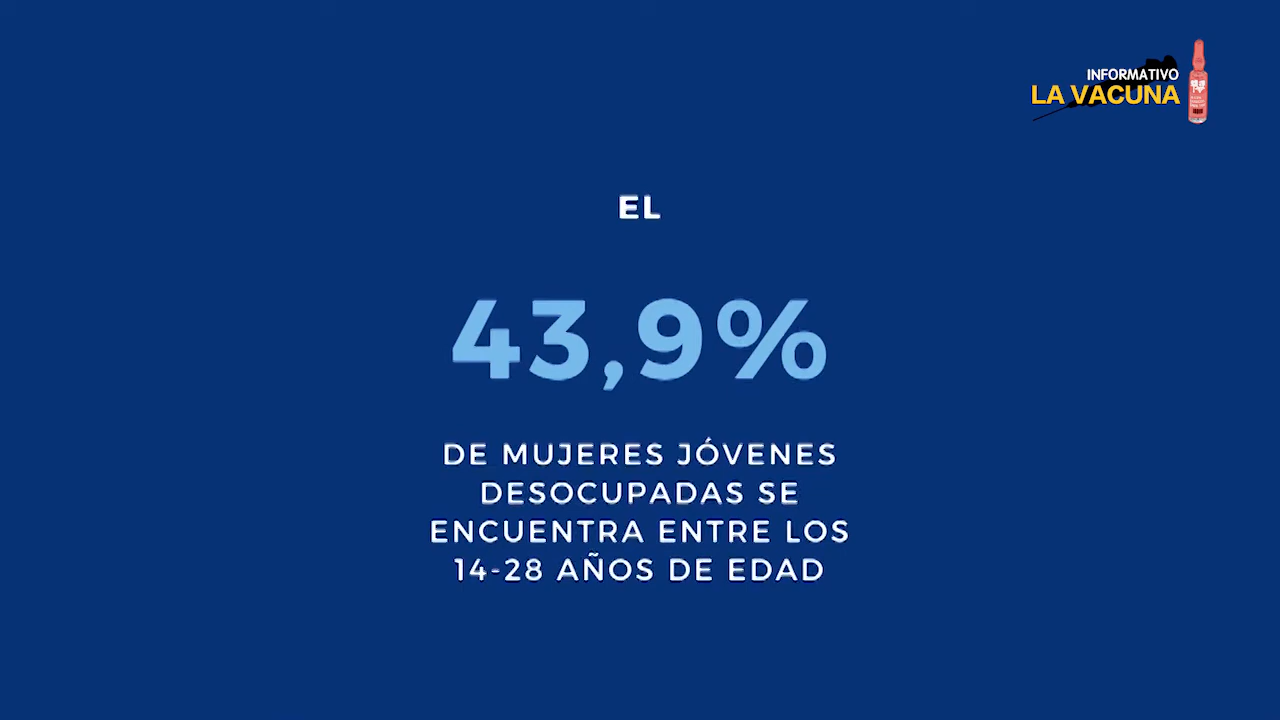 INFORMATIVO
LA VACUNA
EL
43,9%
DE MUJERES JÓVENES
DESOCUPADAS SE
ENCUENTRA ENTRE LOS
14-28 AÑOS DE EDAD